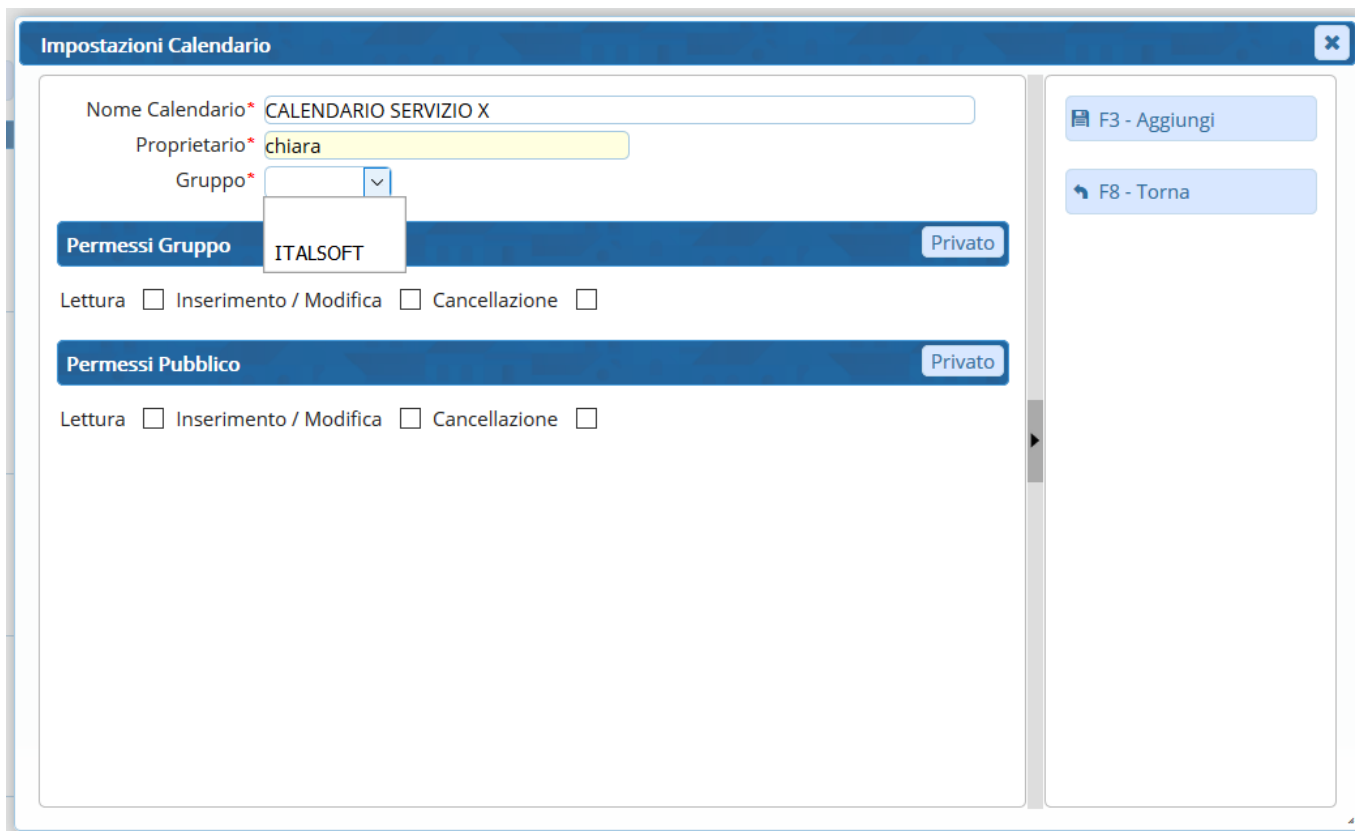 Impostazioni Calendario
Nome Calendario* CALENDARIO SERVIZIO X
F3 - Aggiungi
Proprietario* chiara
Gruppo*
F8 - Torna
ITALSOFT
Permessi Gruppo Privato
Lettura Inserimento / Modifica Cancellazione
Permessi Pubblico Privato
Lettura Inserimento / Modifica Cancellazione